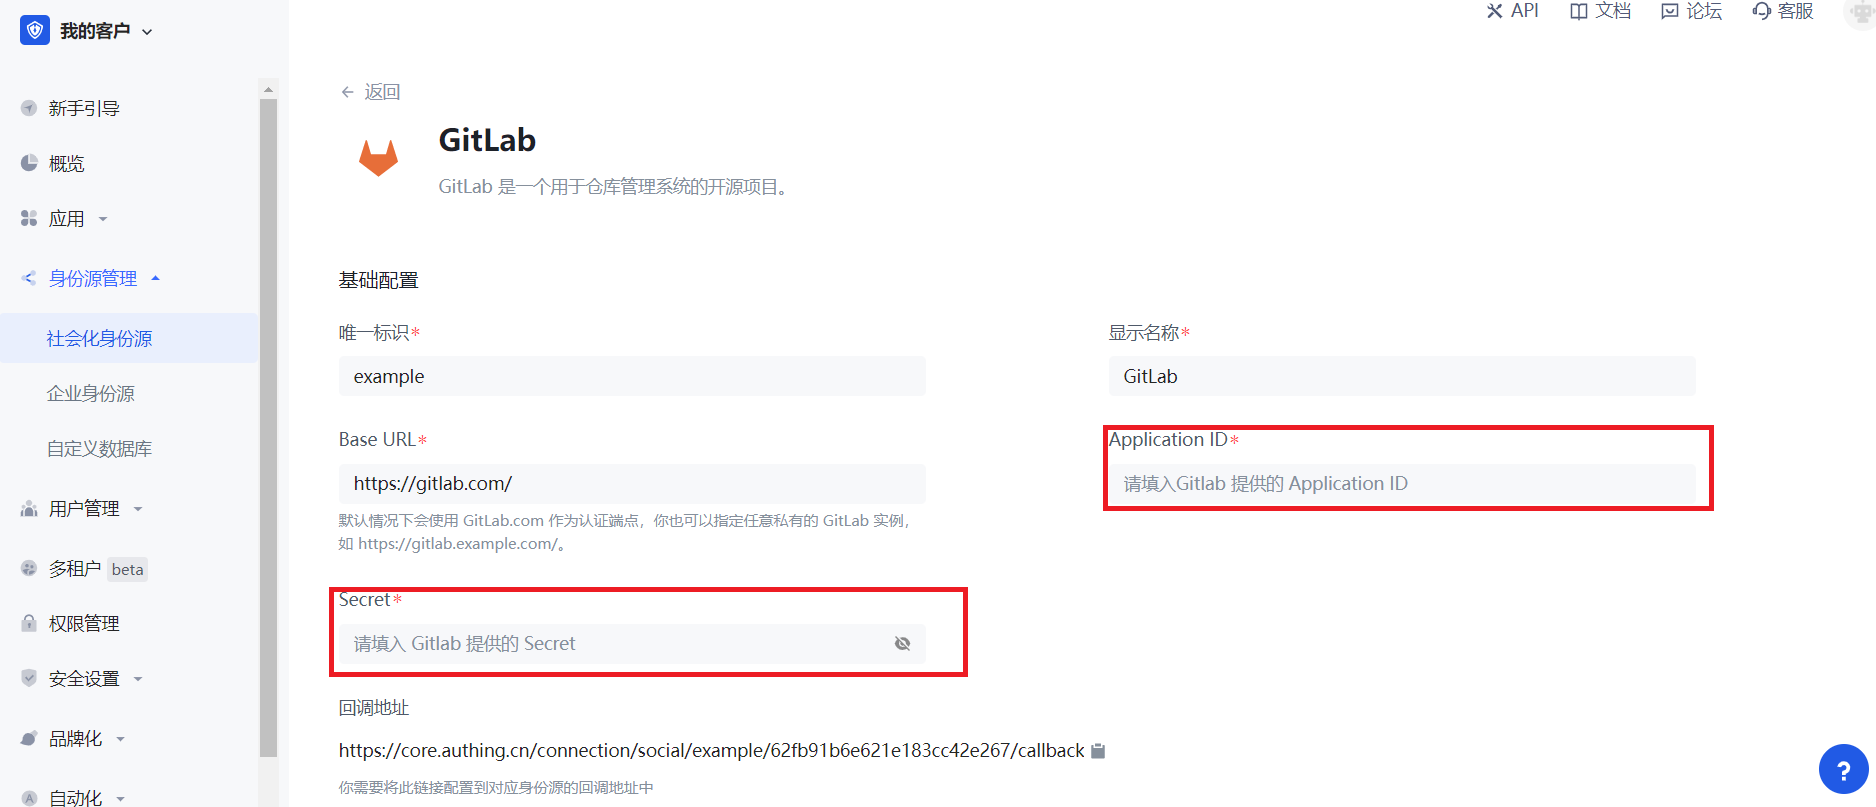 我的客户
API
文档
论坛
客服
新手引导
概览
应用
身份源管理
社会化身份源
企业身份源
自定义数据库
用户管理
多租户 beta
权限管理
安全设置
品牌化
自动化
返回
GitLab
GitLab 是一个用于仓库管理系统的开源项目。
基础配置
唯一标识*
example
显示名称*
GitLab
Base URL*
https://gitlab.com/
默认情况下会使用 GitLab.com 作为认证端点，你也可以指定任意私有的 GitLab 实例，
如 https://gitlab.example.com/。
Application ID*
请填入Gitlab 提供的 Application ID
Secret*
请填入 Gitlab 提供的 Secret
回调地址
https://core.authing.cn/connection/social/example/62fb91b6e621e183cc42e267/callback
你需要将此链接配置到对应身份源的回调地址中
?